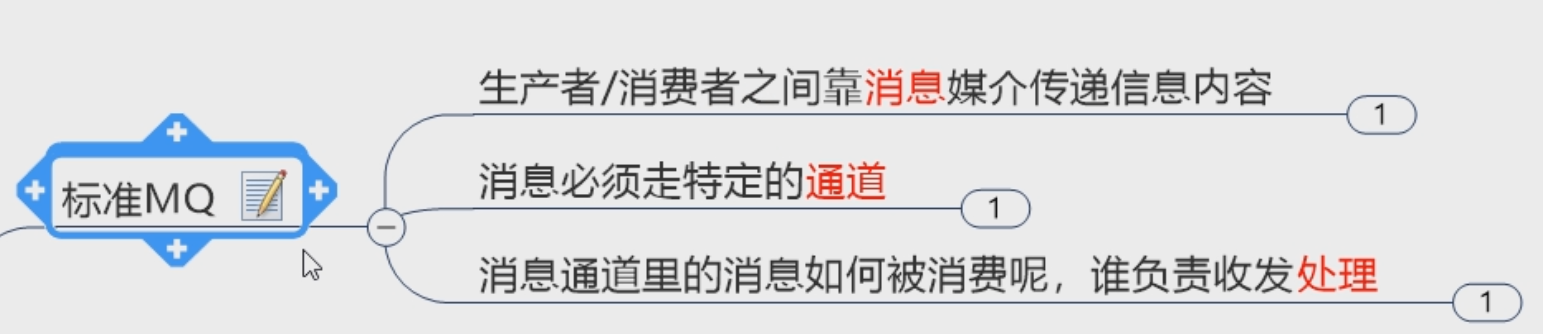 生产者/消费者之间靠消息媒介传递信息内容
1
消息必须走特定的通道
1
标准MQ
消息通道里的消息如何被消费呢，谁负责收发处理
1